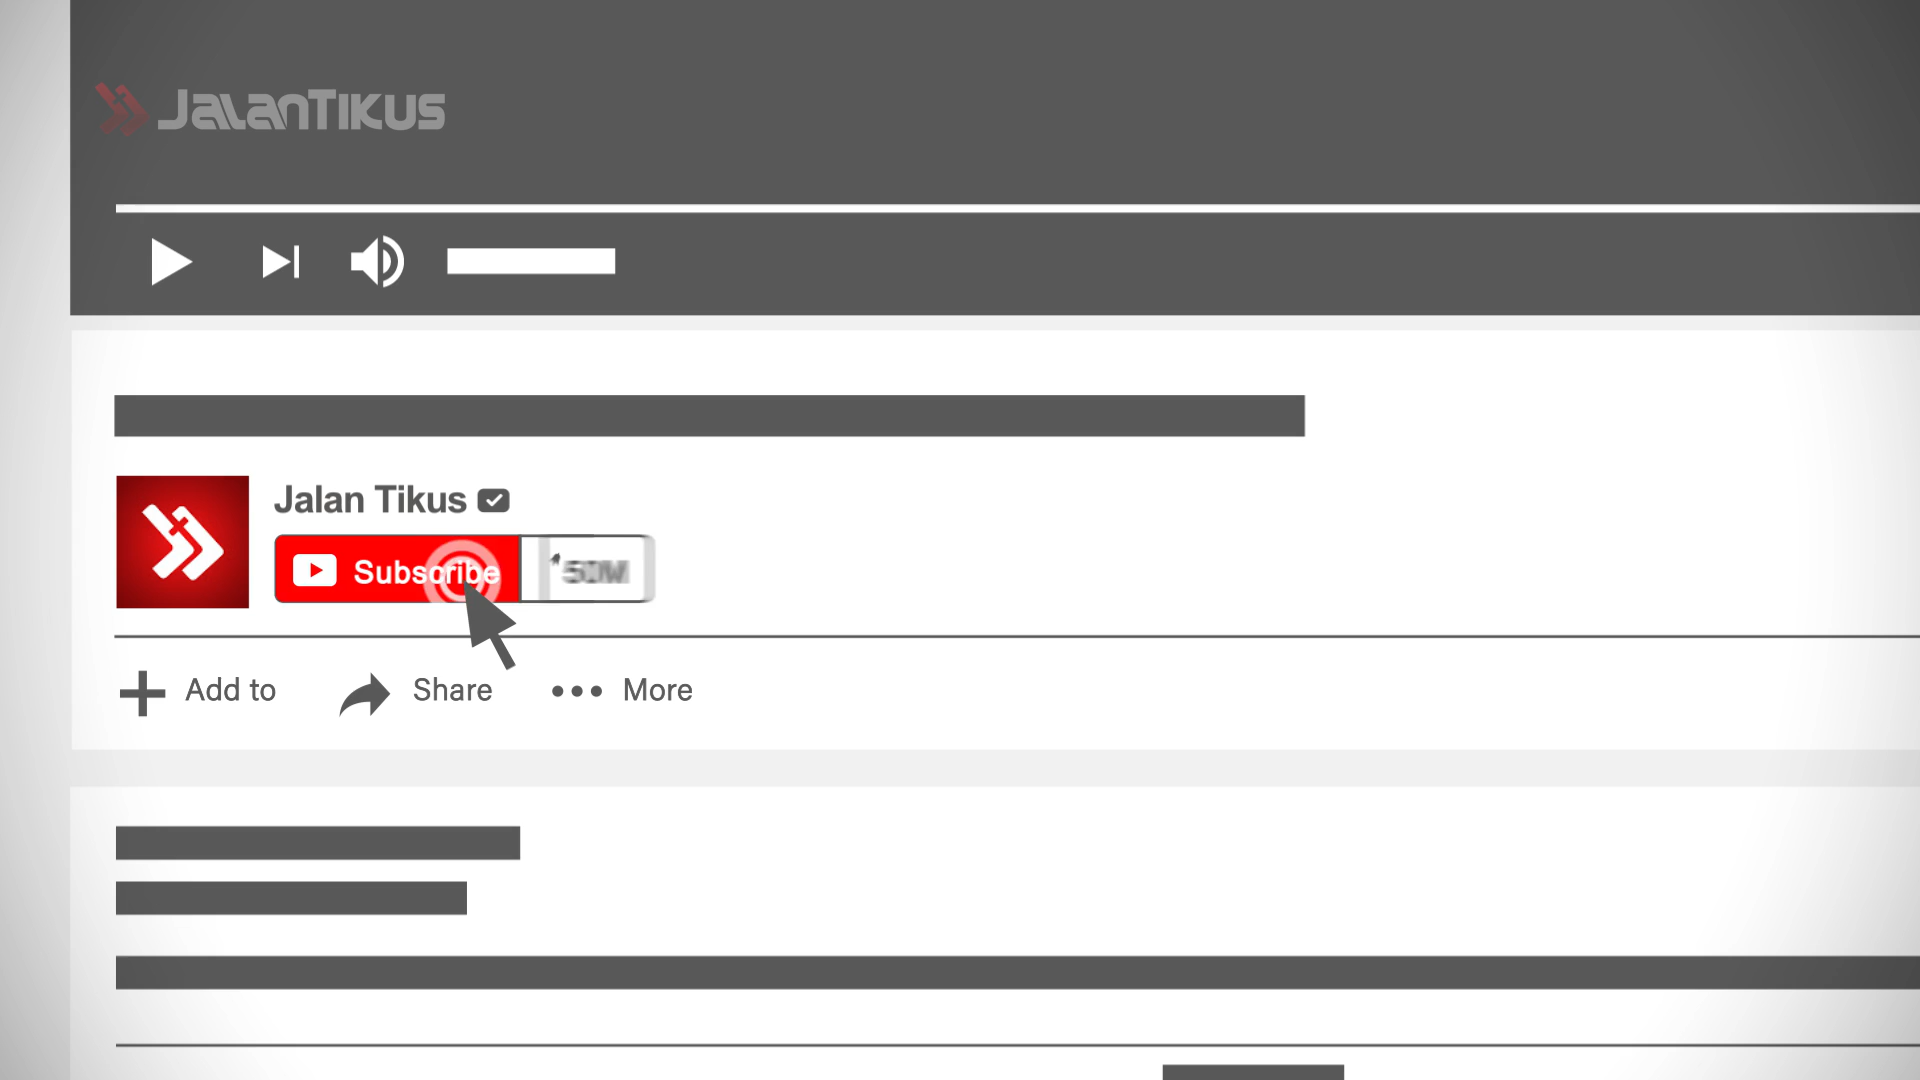 JALANTIKUS
Jalan Tikus
Subscribe
Add to
Share
More